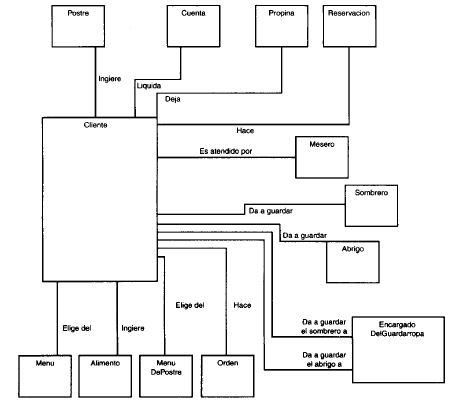 Postre
Cuenta
Propina
Reservacion
Ingiere
Liquida
Deja
Cliente
Hace
Es atendido por
Mesero
Sombrero
Da a guardar
Da a guardar
Abrigo
Elige del
Ingiere
Elige del
Hace
Da a guardar
el sombrero a
Encargado
DelGuardarropa
Da a guardar
el abrigo a
Menu
Alimento
Menu
DePostre
Orden